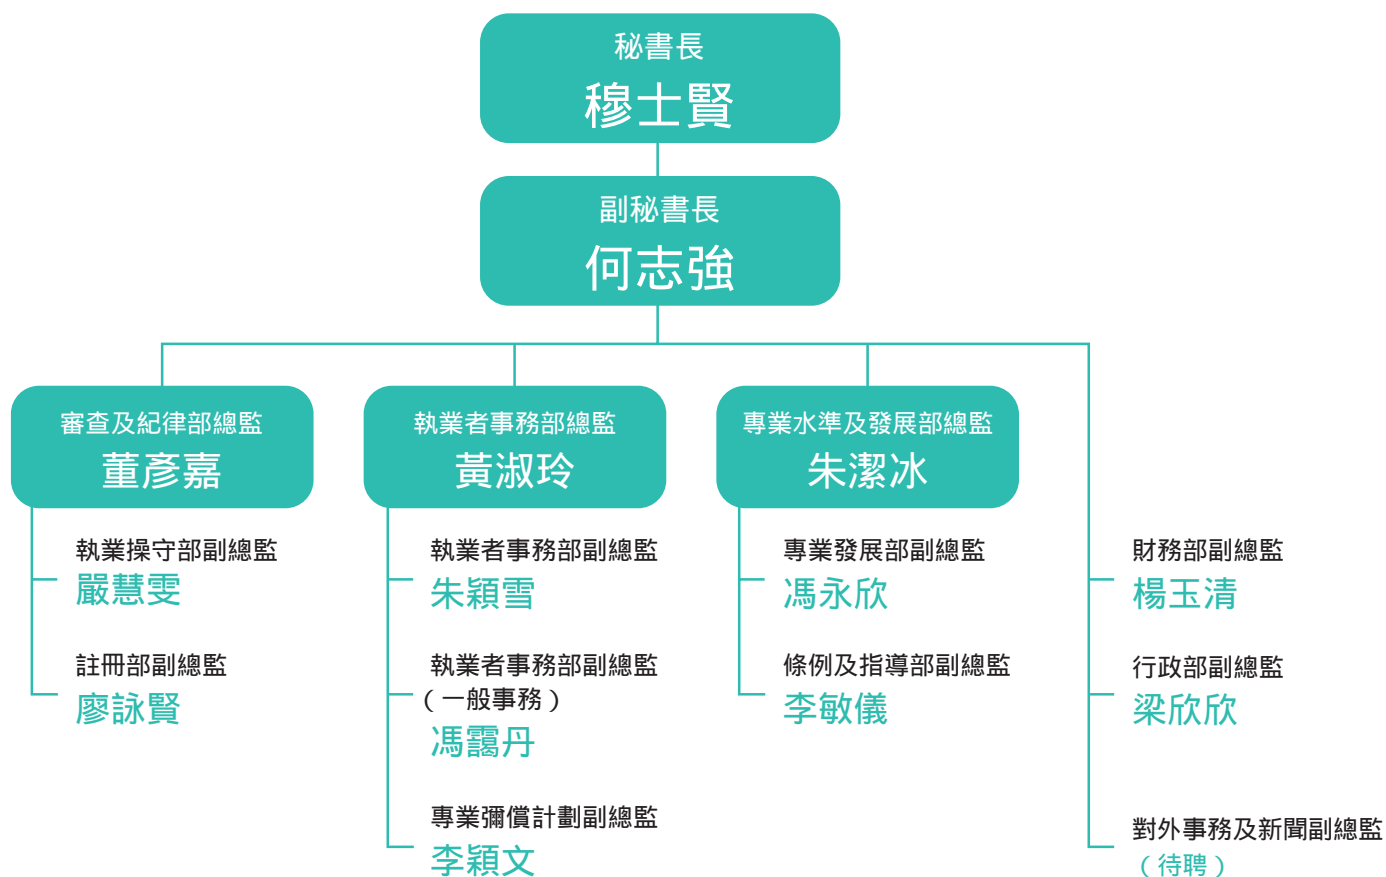 秘書長
穆士賢
副秘書長
何志強
審查及紀律部總監
董彥嘉
執業者事務部總監
黃淑玲
專業水準及發展部總監
朱潔冰
執業操守部副總監
嚴慧雯
註冊部副總監
廖詠賢
執業者事務部副總監
朱穎雪
執業者事務部副總監
（一般事務）
馮靄丹
專業彌償計劃副總監
李穎文
專業發展部副總監
馮永欣
條例及指導部副總監
李敏儀
財務部副總監
楊玉清
行政部副總監
梁欣欣
對外事務及新聞副總監
（待聘）